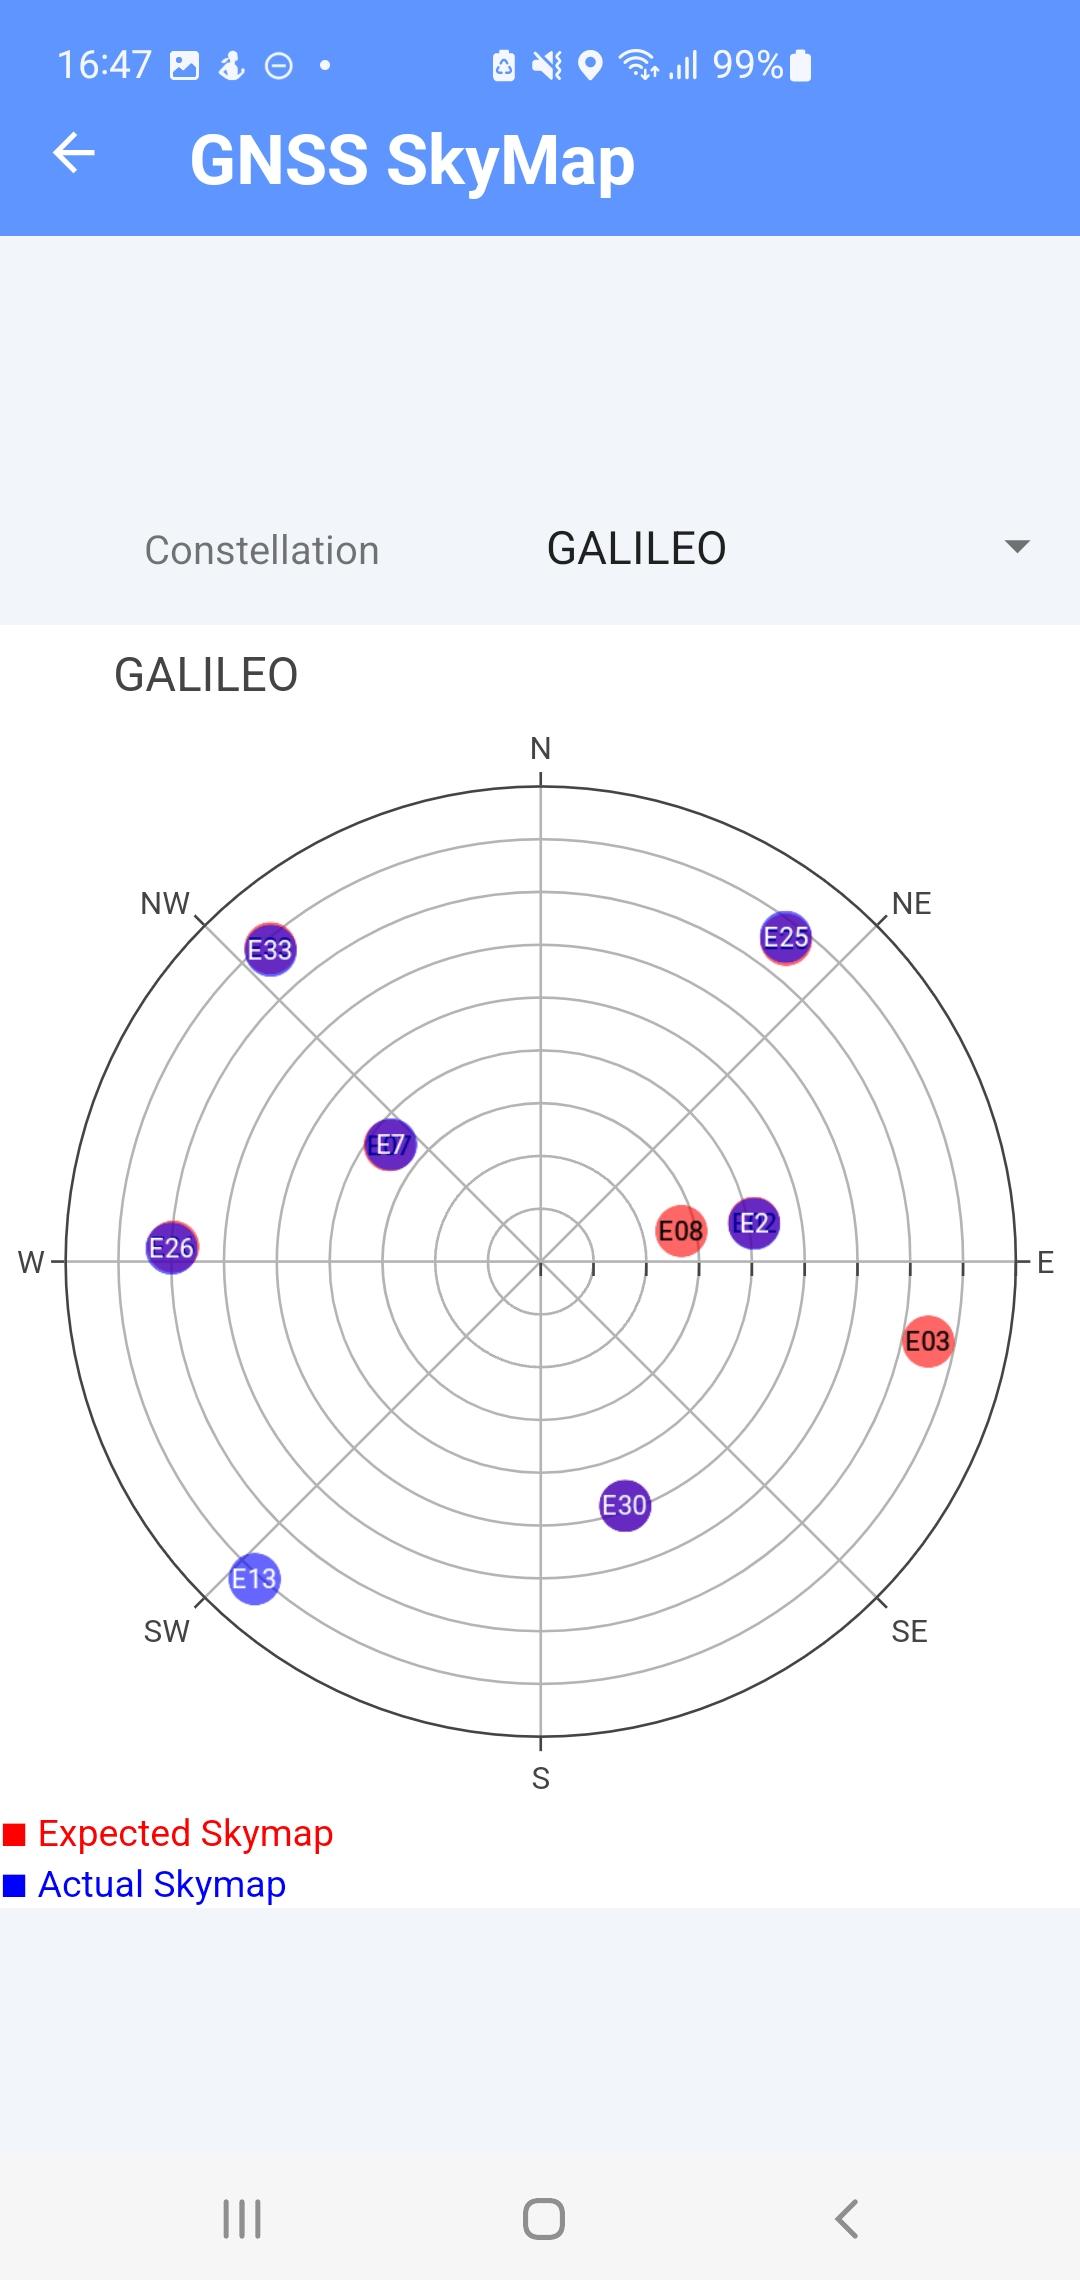 16:47 99%
GNSS SkyMap
Constellation GALILEO
GALILEO
N
NW NE
E33 E25
E7
E08 E2
W E26 E
E03
E30
E13
SW SE
S
Expected Skymap
Actual Skymap